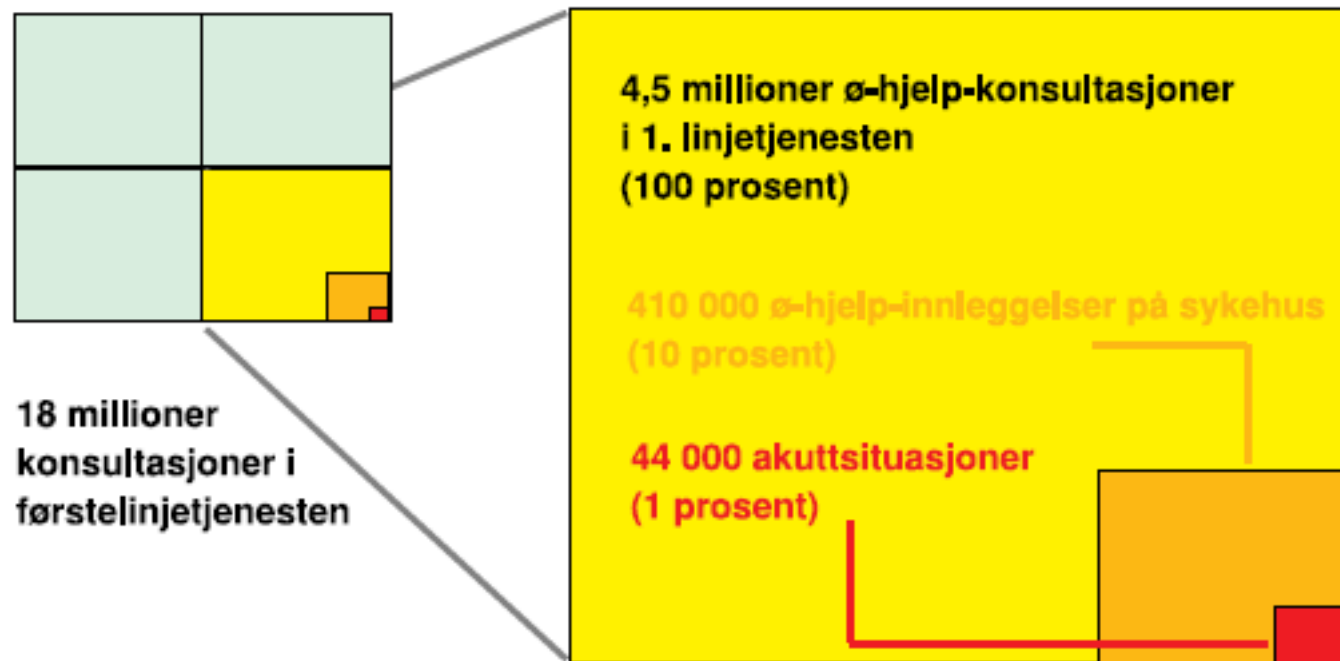 4,5 millioner ø-hjelp-konsultasjoner
i 1. linjetjenesten
(100 prosent)
410 000 ø-hjelp-innleggelser på sykehus
(10 prosent)
44 000 akuttsituasjoner
(1 prosent)
18 millioner
konsultasjoner i
førstelinjetjenesten